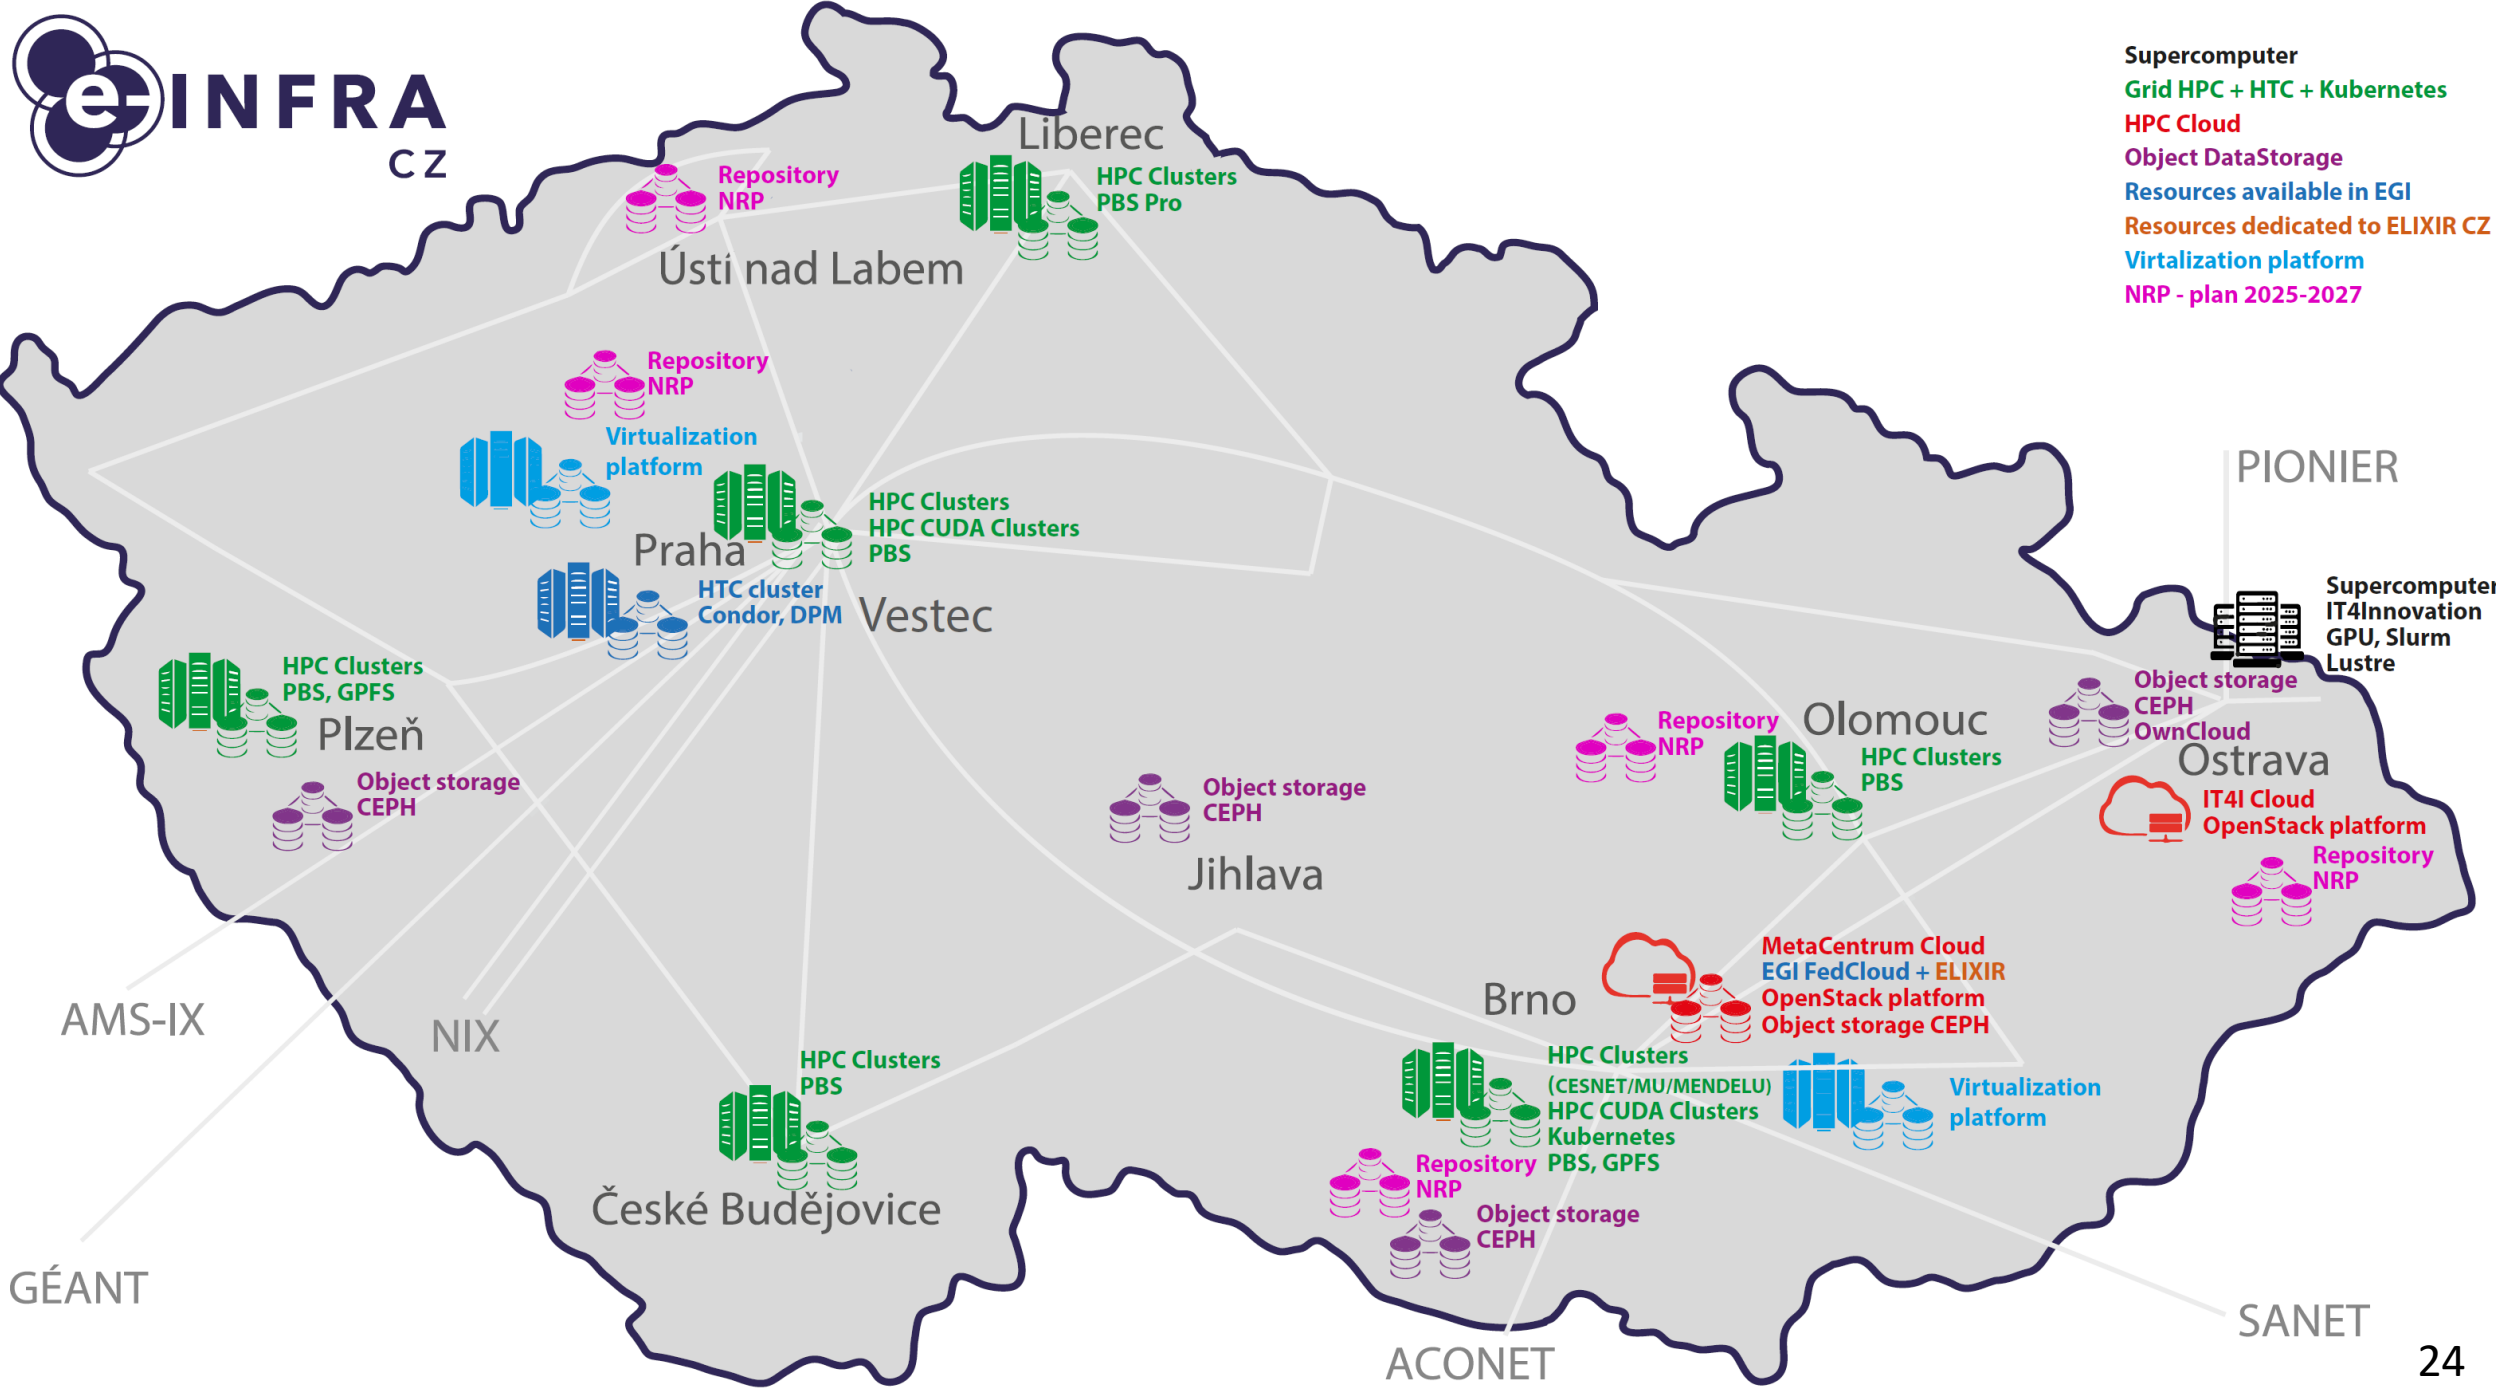 e-INFRA
CZ
Supercomputer
Grid HPC + HTC + Kubernetes
HPC Cloud
Object DataStorage
Resources available in EGI
Resources dedicated to ELIXIR CZ
Virtalization platform
NRP - plan 2025-2027
Liberec
HPC Clusters
PBS Pro
Repository
NRP
Ústí nad Labem
Repository
NRP
Virtualization
platform
HPC Clusters
HPC CUDA Clusters
PBS
Praha
HTC cluster
Condor, DPM
Vestec
HPC Clusters
PBS, GPFS
Plzeň
Object storage
CEPH
Object storage
CEPH
Jihlava
Repository
NRP
Olomouc
HPC Clusters
PBS
PIONIER
Supercomputer
IT4Innovation
GPU, Slurm
Lustre
Object storage
CEPH
OwnCloud
Ostrava
IT4I Cloud
OpenStack platform
Repository
NRP
MetaCentrum Cloud
EGI FedCloud + ELIXIR
OpenStack platform
Object storage CEPH
Brno
HPC Clusters
(CESNET/MU/MENDELU)
HPC CUDA Clusters
Kubernetes
PBS, GPFS
Virtualization
platform
Repository
NRP
Object storage
CEPH
AMS-IX
NIX
HPC Clusters
PBS
České Budějovice
GÉANT
ACONET
SANET
24